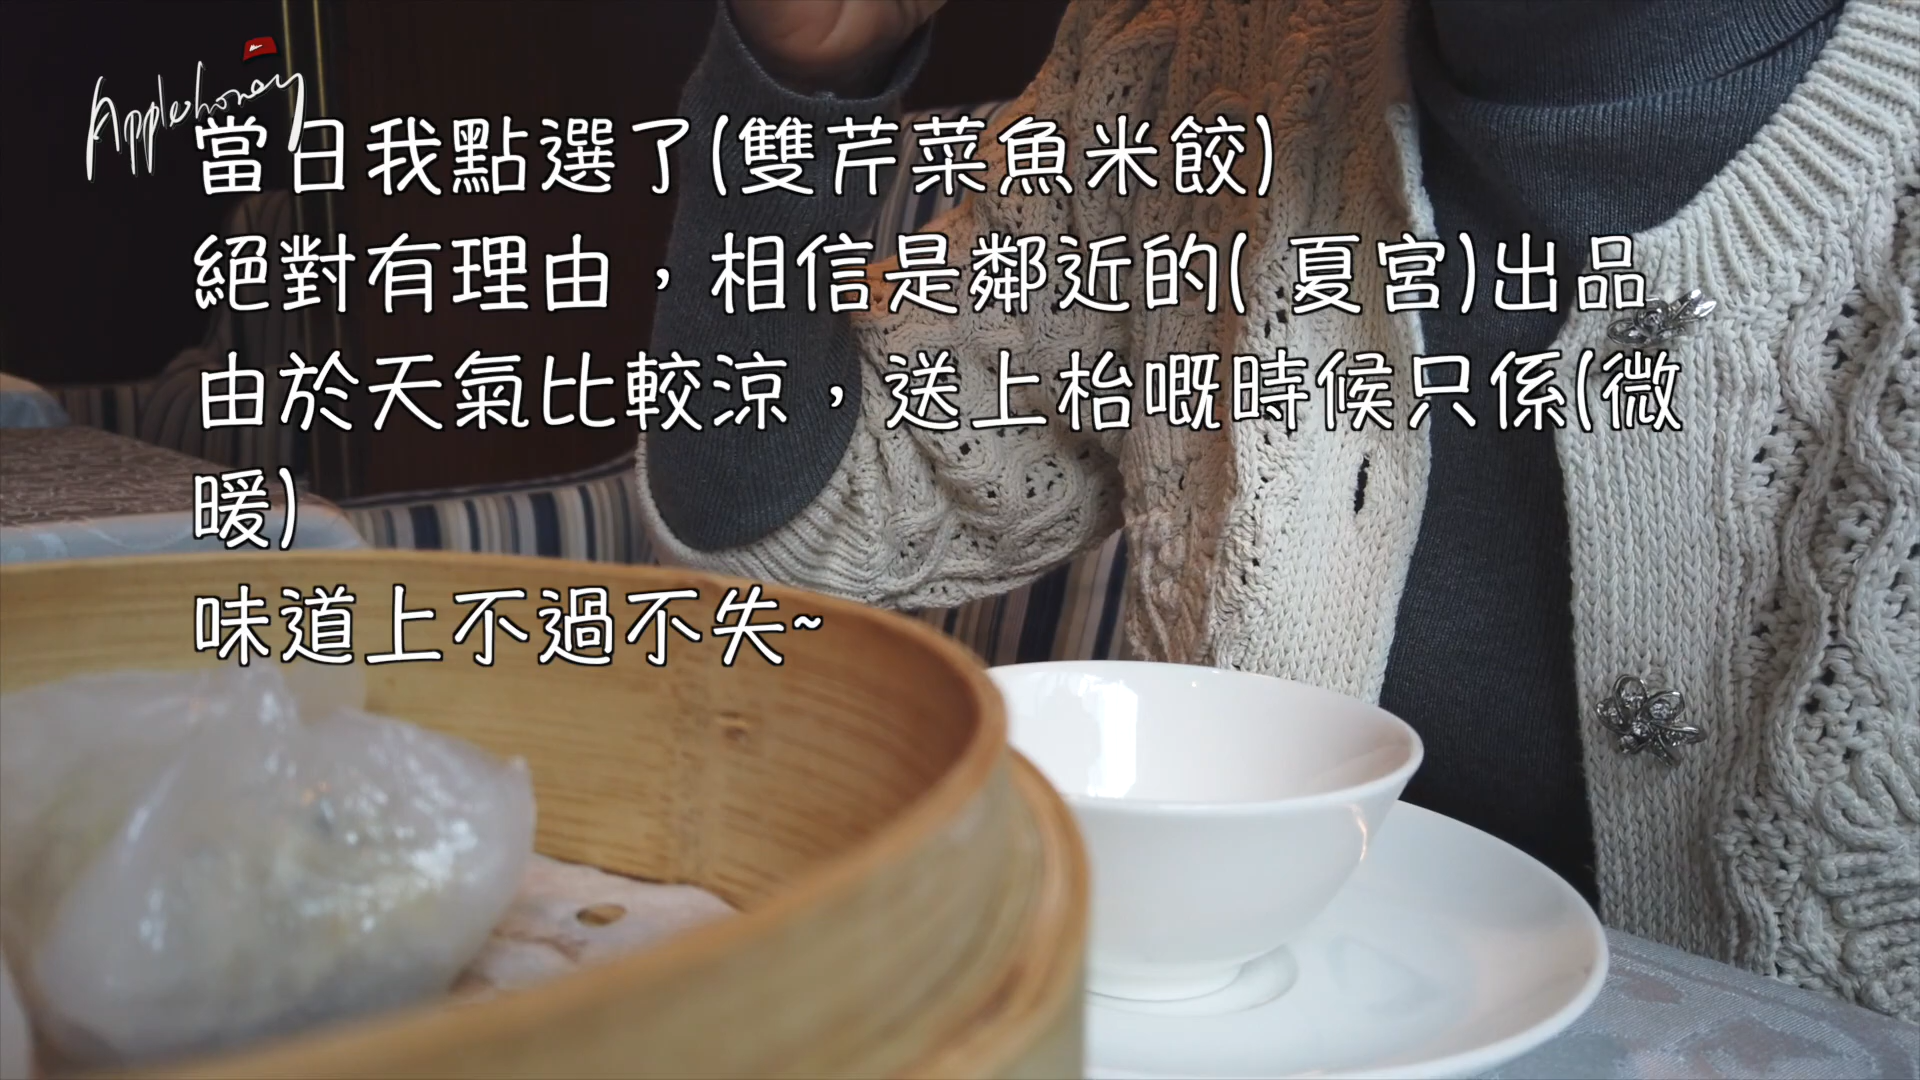 Applehoney
當日我點選了(雙芹菜魚米餃)
絕對有理由，相信是鄰近的( 夏宮)出品
由於天氣比較涼，送上枱嘅時候只係(微
暖)
味道上不過不失~